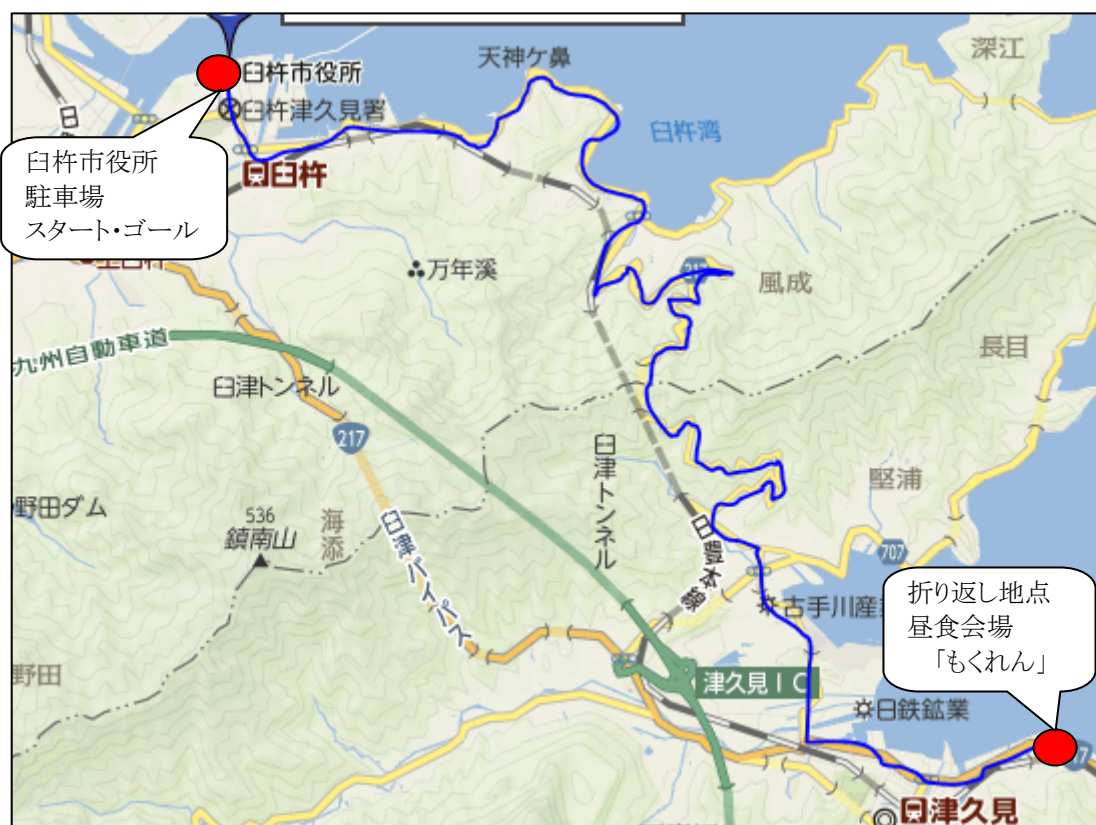 天神ケ鼻
深江
臼杵市役所
臼杵津久見署
臼杵湾
臼杵市役所
駐車場
スタート・ゴール
臼杵
上臼杵
万年渓
217
風成
九州自動車道
長目
臼津トンネル
217
臼津トンネル
堅浦
野田ダム
536
鎮南山
海添
臼津バイパス
日豊本線
707
折り返し地点
昼食会場
「もくれん」
古手川産
野田
津久見IC
日鉄鉱業
津久見